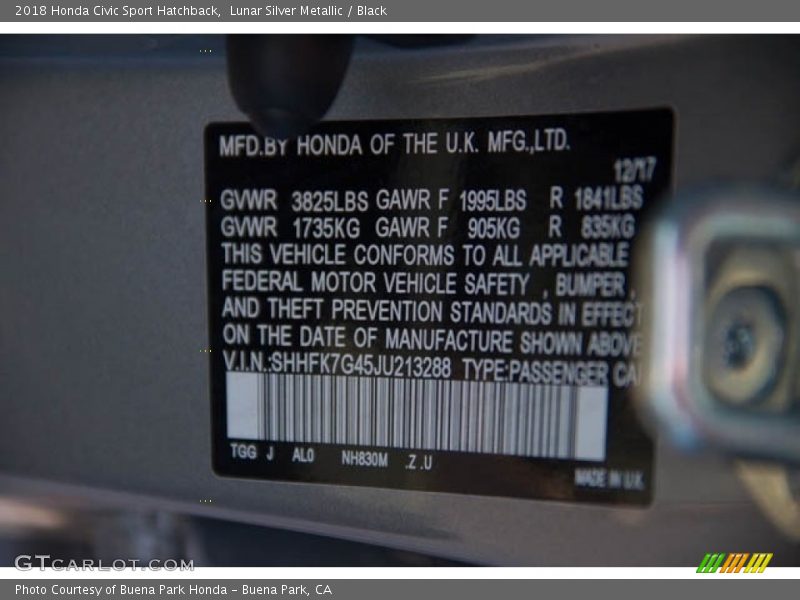 2018 Honda Civic Sport Hatchback, Lunar Silver Metallic / Black
MFD.BY HONDA OF THE U.K. MFG.,LTD.
12/17
GVWR 3825LBS GAWR F 1995LBS R 1841LBS
GVWR 1735KG GAWR F 905KG R 835KG
THIS VEHICLE CONFORMS TO ALL APPLICABLE
FEDERAL MOTOR VEHICLE SAFETY , BUMPER ,
AND THEFT PREVENTION STANDARDS IN EFFECT
ON THE DATE OF MANUFACTURE SHOWN ABOVE
V.I.N.:SHHFK7G45JU213288 TYPE:PASSENGER CA
TGG J AL0 NH830M .Z .U
MADE IN U.K.
GTCARLOT.COM
Photo Courtesy of Buena Park Honda – Buena Park, CA